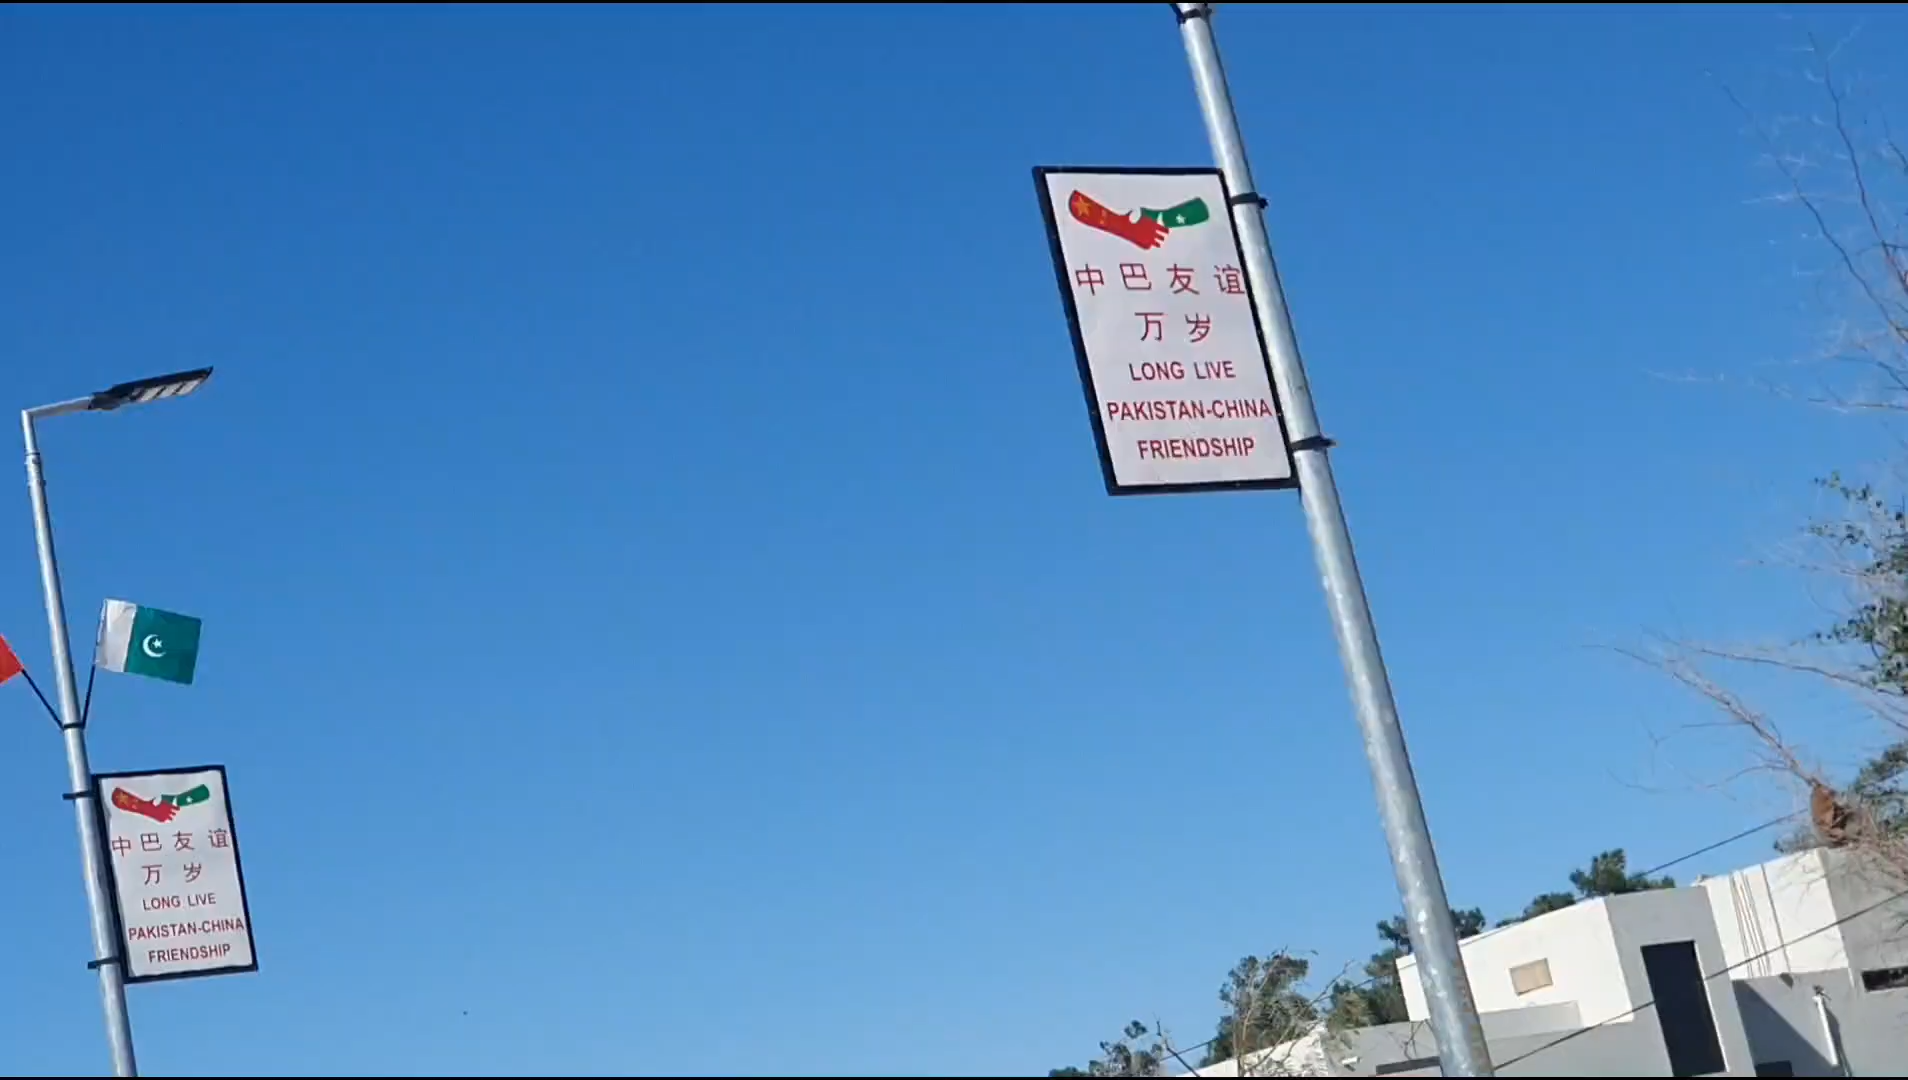 中巴友谊
万岁
LONG LIVE
PAKISTAN-CHINA
FRIENDSHIP
中巴友谊
万岁
LONG LIVE
PAKISTAN-CHINA
FRIENDSHIP